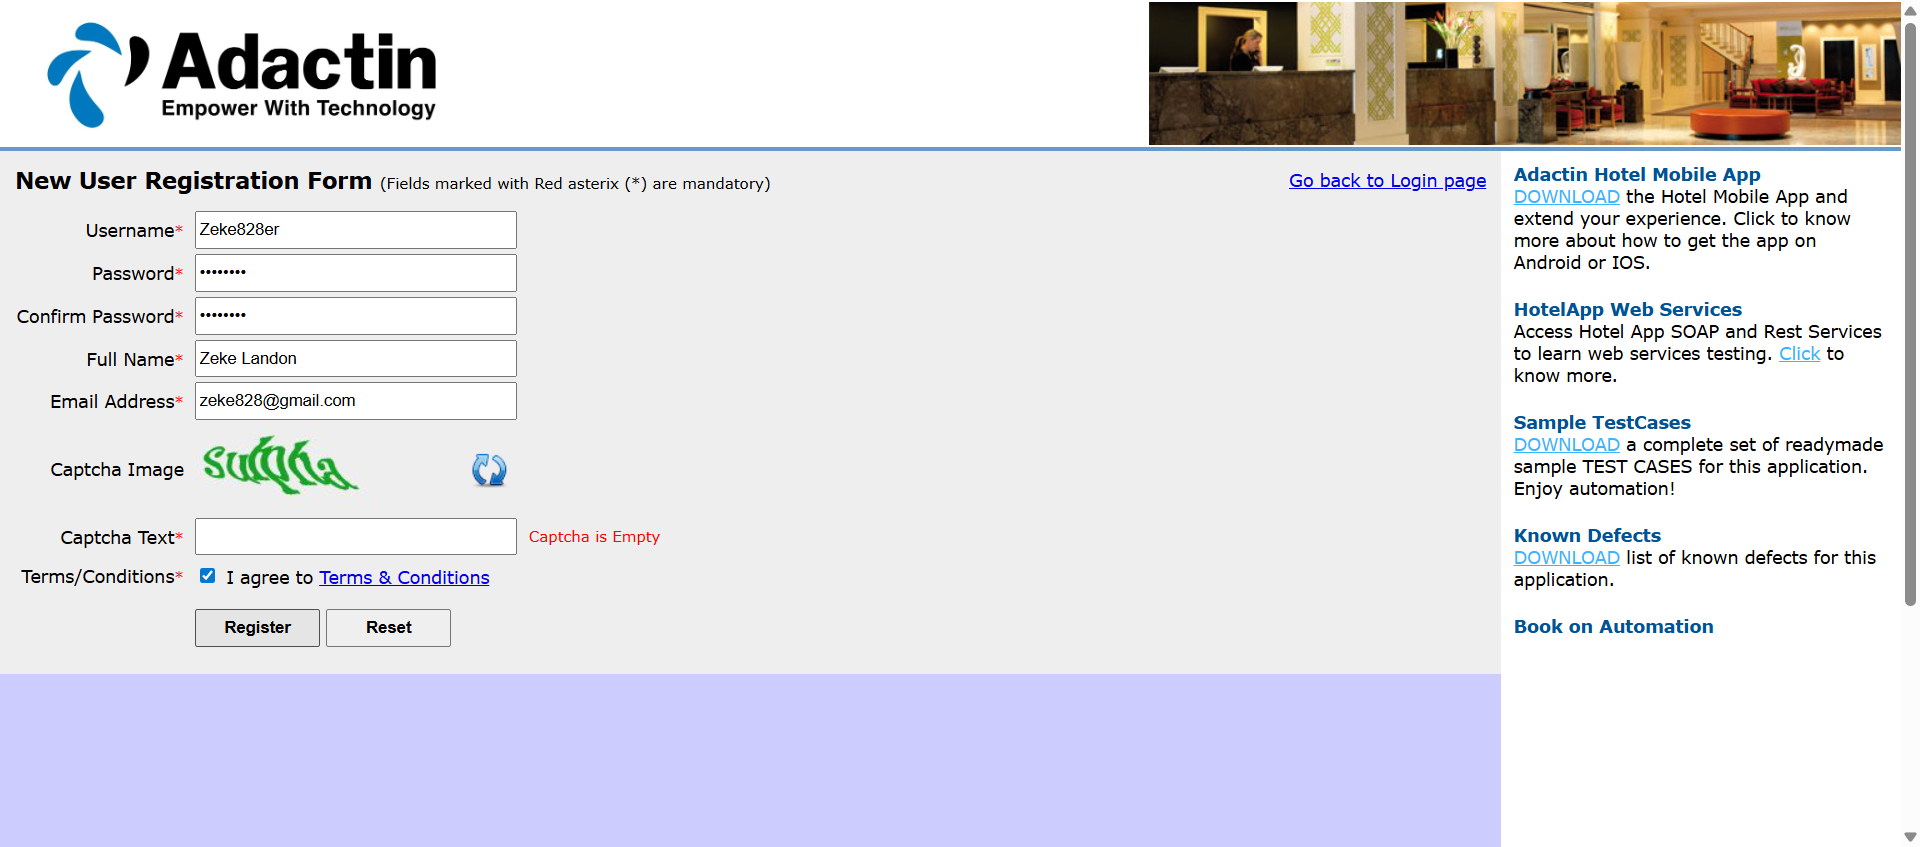 Adactin
Empower With Technology
New User Registration Form (Fields marked with Red asterix (*) are mandatory)
Go back to Login page
Username* Zeke828er
Password* ••••••••
Confirm Password* ••••••••
Full Name* Zeke Landon
Email Address* zeke828@gmail.com
Captcha Image
Captcha Text* Captcha is Empty
Terms/Conditions* I agree to Terms & Conditions
Register Reset
Adactin Hotel Mobile App
DOWNLOAD the Hotel Mobile App and
extend your experience. Click to know
more about how to get the app on
Android or IOS.
HotelApp Web Services
Access Hotel App SOAP and Rest Services
to learn web services testing. Click to
know more.
Sample TestCases
DOWNLOAD a complete set of readymade
sample TEST CASES for this application.
Enjoy automation!
Known Defects
DOWNLOAD list of known defects for this
application.
Book on Automation